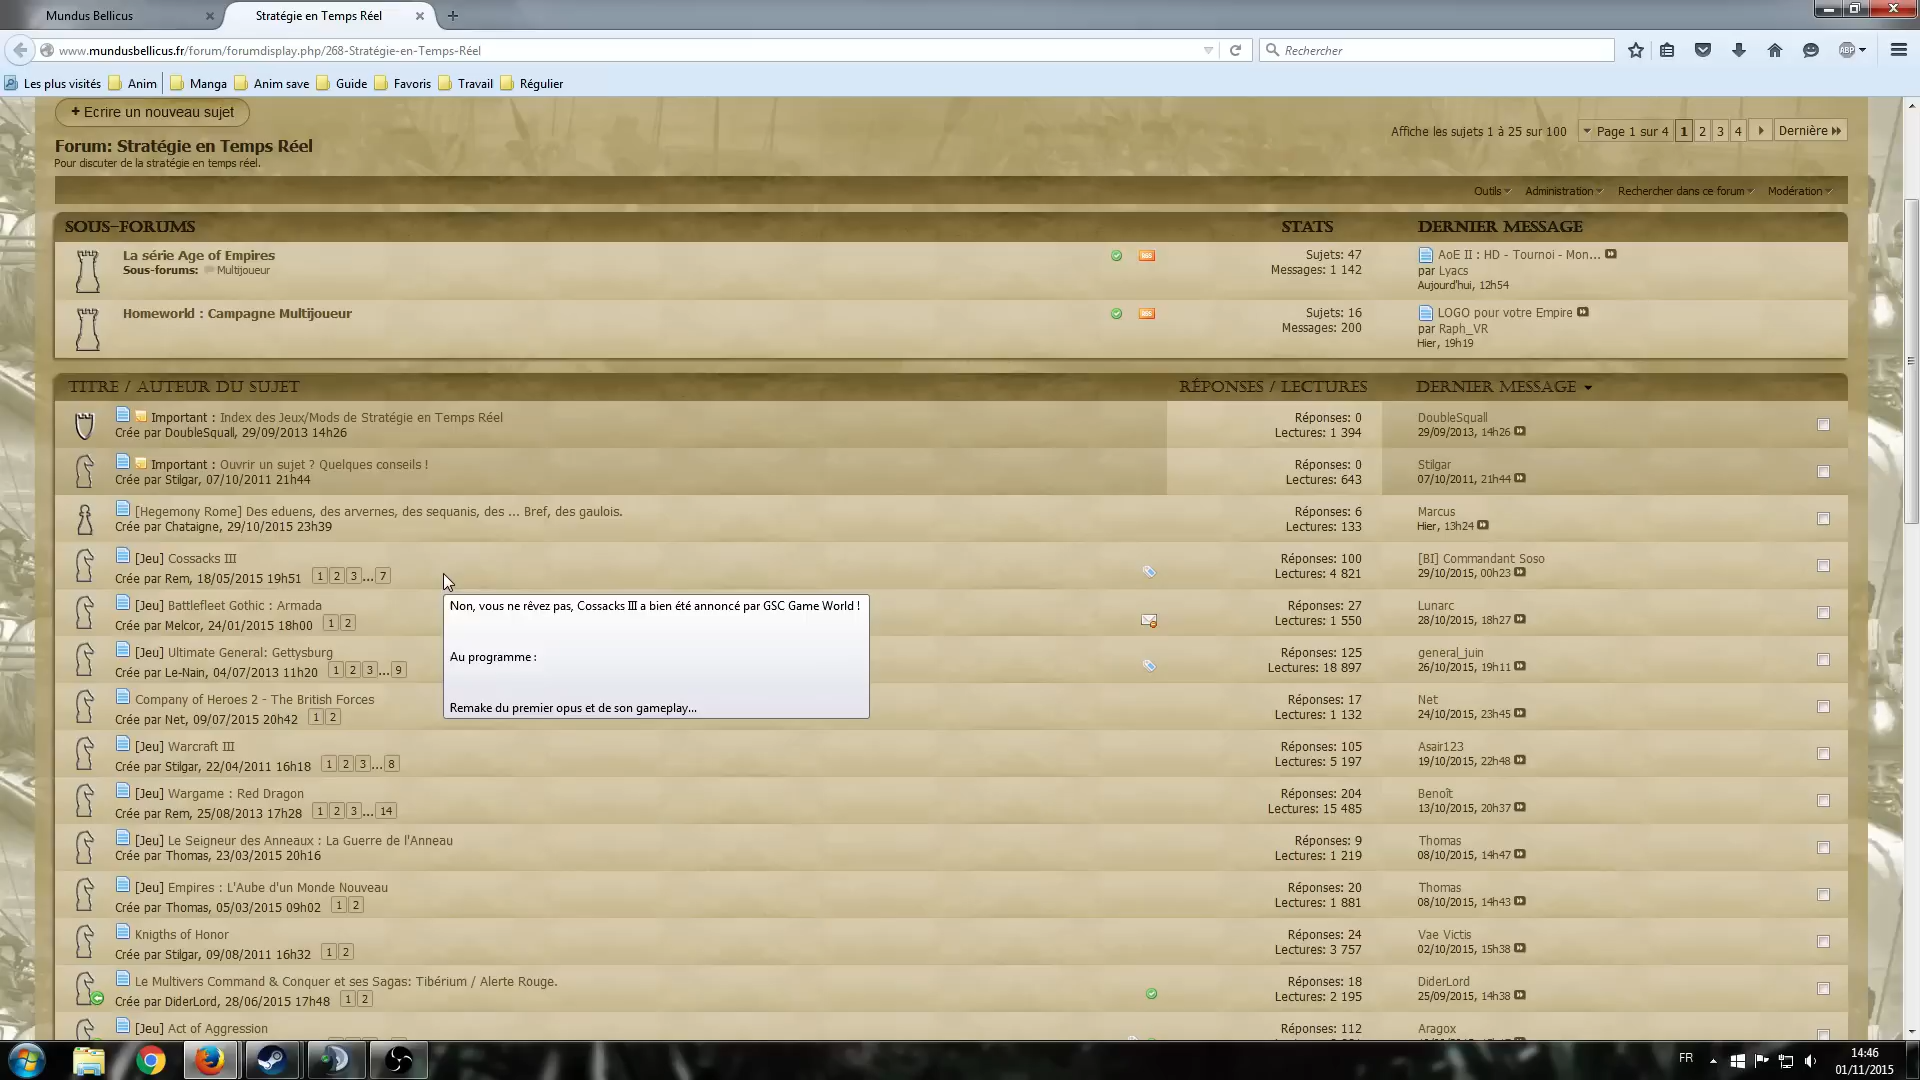 Mundus Bellicus
Stratégie en Temps Réel
www.mundusbellicus.fr/forum/forumdisplay.php/268-Stratégie-en-Temps-Réel
Rechercher
ABP
Les plus visités
Anim
Manga
Anim save
Guide
Favoris
Travail
Régulier
+ Ecrire un nouveau sujet
Affiche les sujets 1 à 25 sur 100
Page 1 sur 4
1 2 3 4
Dernière
Forum: Stratégie en Temps Réel
Pour discuter de la stratégie en temps réel.
Outils Administration Rechercher dans ce forum Modération
SOUS-FORUMS STATS DERNIER MESSAGE
La série Age of Empires
Sous-forums: Multijoueur
RSS
Sujets: 47
Messages: 1 142
AoE II : HD - Tournoi - Mon...
par Lyacs
Aujourd'hui, 12h54
Homeworld : Campagne Multijoueur
RSS
Sujets: 16
Messages: 200
LOGO pour votre Empire
par Raph_VR
Hier, 19h19
TITRE / AUTEUR DU SUJET RÉPONSES / LECTURES DERNIER MESSAGE
Important : Index des Jeux/Mods de Stratégie en Temps Réel
Crée par DoubleSquall, 29/09/2013 14h26
Réponses: 0
Lectures: 1 394
DoubleSquall
29/09/2013, 14h26
Important : Ouvrir un sujet ? Quelques conseils !
Crée par Stilgar, 07/10/2011 21h44
Réponses: 0
Lectures: 643
Stilgar
07/10/2011, 21h44
[Hegemony Rome] Des eduens, des arvernes, des sequanis, des ... Bref, des gaulois.
Crée par Chataigne, 29/10/2015 23h39
Réponses: 6
Lectures: 133
Marcus
Hier, 13h24
[Jeu] Cossacks III
Crée par Rem, 18/05/2015 19h51 1 2 3 ... 7
Réponses: 100
Lectures: 4 821
[BI] Commandant Soso
29/10/2015, 00h23
Non, vous ne rêvez pas, Cossacks III a bien été annoncé par GSC Game World !
Au programme :
Remake du premier opus et de son gameplay...
[Jeu] Battlefleet Gothic : Armada
Crée par Melcor, 24/01/2015 18h00 1 2
Réponses: 27
Lectures: 1 550
Lunarc
28/10/2015, 18h27
[Jeu] Ultimate General: Gettysburg
Crée par Le-Nain, 04/07/2013 11h20 1 2 3 ... 9
Réponses: 125
Lectures: 18 897
general_juin
26/10/2015, 19h11
Company of Heroes 2 - The British Forces
Crée par Net, 09/07/2015 20h42 1 2
Réponses: 17
Lectures: 1 132
Net
24/10/2015, 23h45
[Jeu] Warcraft III
Crée par Stilgar, 22/04/2011 16h18 1 2 3 ... 8
Réponses: 105
Lectures: 5 197
Asair123
19/10/2015, 22h48
[Jeu] Wargame : Red Dragon
Crée par Rem, 25/08/2013 17h28 1 2 3 ... 14
Réponses: 204
Lectures: 15 485
Benoît
13/10/2015, 20h37
[Jeu] Le Seigneur des Anneaux : La Guerre de l'Anneau
Crée par Thomas, 23/03/2015 20h16
Réponses: 9
Lectures: 1 219
Thomas
08/10/2015, 14h47
[Jeu] Empires : L'Aube d'un Monde Nouveau
Crée par Thomas, 05/03/2015 09h02 1 2
Réponses: 20
Lectures: 1 881
Thomas
08/10/2015, 14h43
Knigths of Honor
Crée par Stilgar, 09/08/2011 16h32 1 2
Réponses: 24
Lectures: 3 757
Vae Victis
02/10/2015, 15h38
Le Multivers Command & Conquer et ses Sagas: Tibérium / Alerte Rouge.
Crée par DiderLord, 28/06/2015 17h48 1 2
Réponses: 18
Lectures: 2 195
DiderLord
25/09/2015, 14h38
[Jeu] Act of Aggression
Réponses: 112
Aragox
FR
14:46
01/11/2015